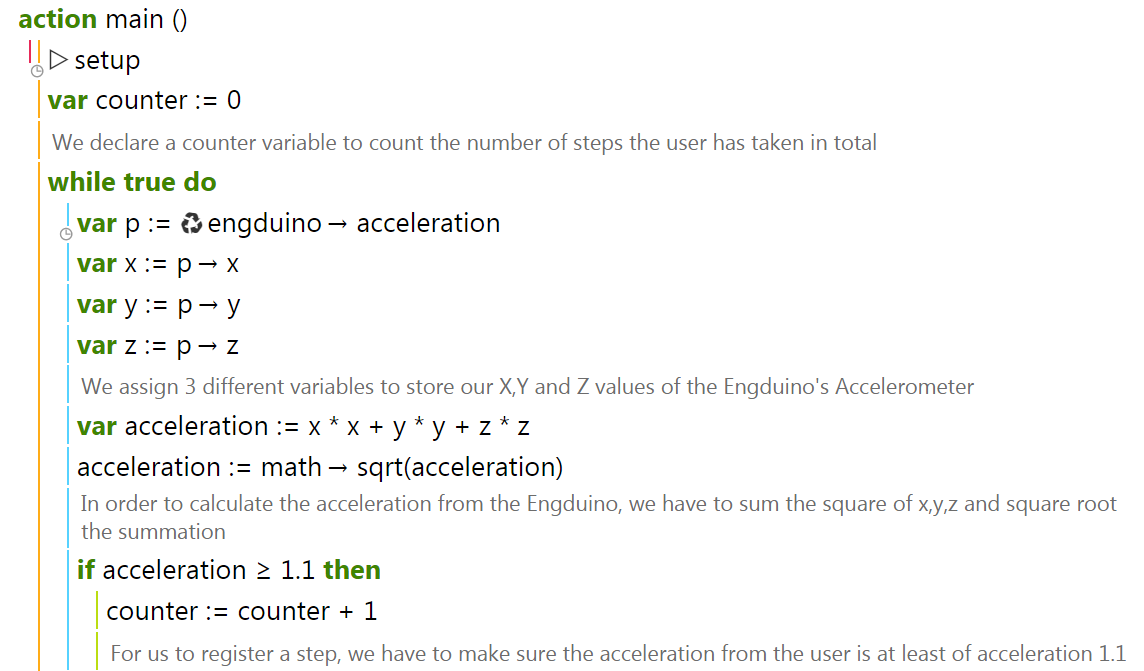 action main ()
▷ setup
var counter := 0
We declare a counter variable to count the number of steps the user has taken in total
while true do
var p := ♻ engduino → acceleration
var x := p → x
var y := p → y
var z := p → z
We assign 3 different variables to store our X,Y and Z values of the Engduino's Accelerometer
var acceleration := x * x + y * y + z * z
acceleration := math → sqrt(acceleration)
In order to calculate the acceleration from the Engduino, we have to sum the square of x,y,z and square root
the summation
if acceleration ≥ 1.1 then
counter := counter + 1
For us to register a step, we have to make sure the acceleration from the user is at least of acceleration 1.1